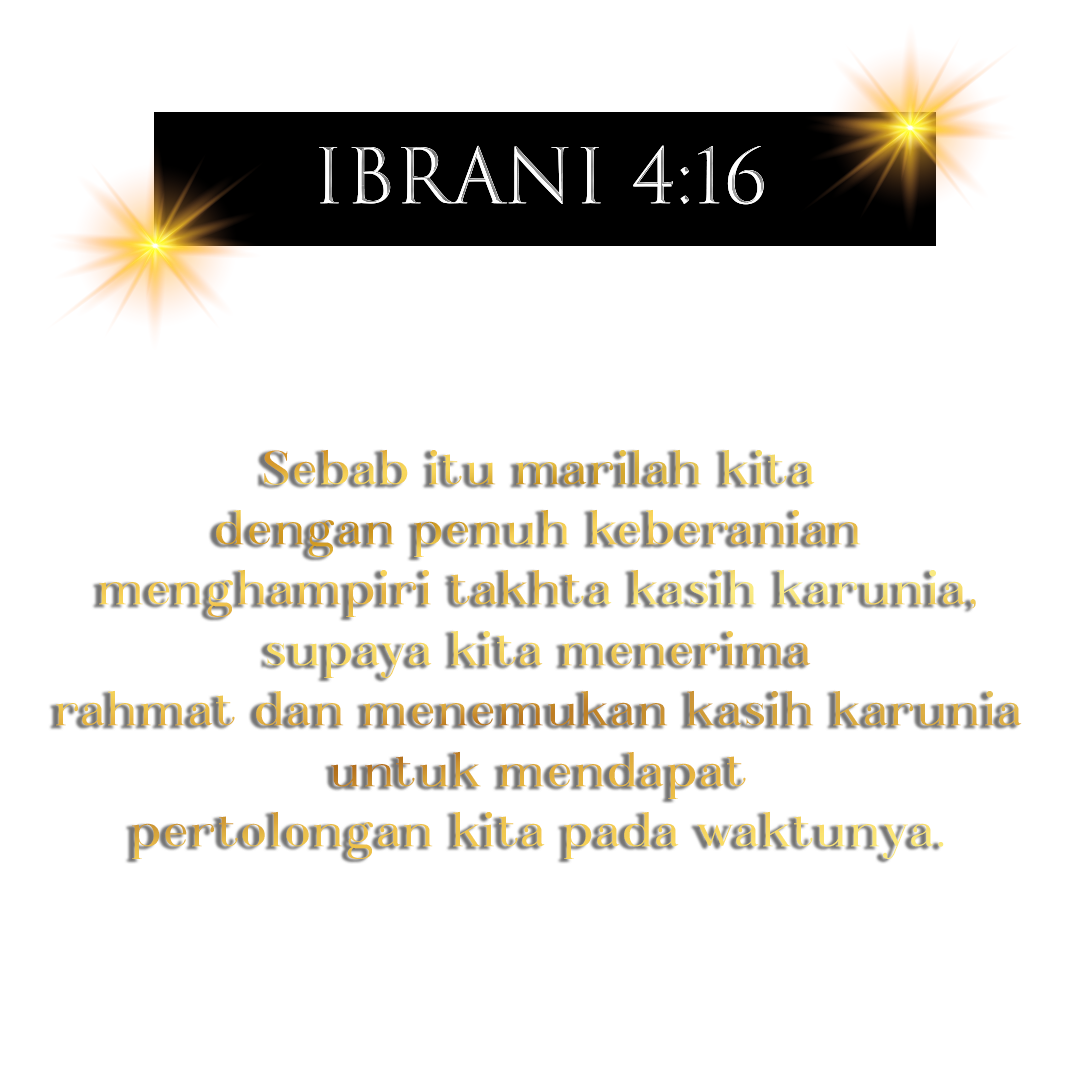 IBRANI 4:16
Sebab itu marilah kita
dengan penuh keberanian
menghampiri takhta kasih karunia,
supaya kita menerima
rahmat dan menemukan kasih karunia
untuk mendapat
pertolongan kita pada waktunya.